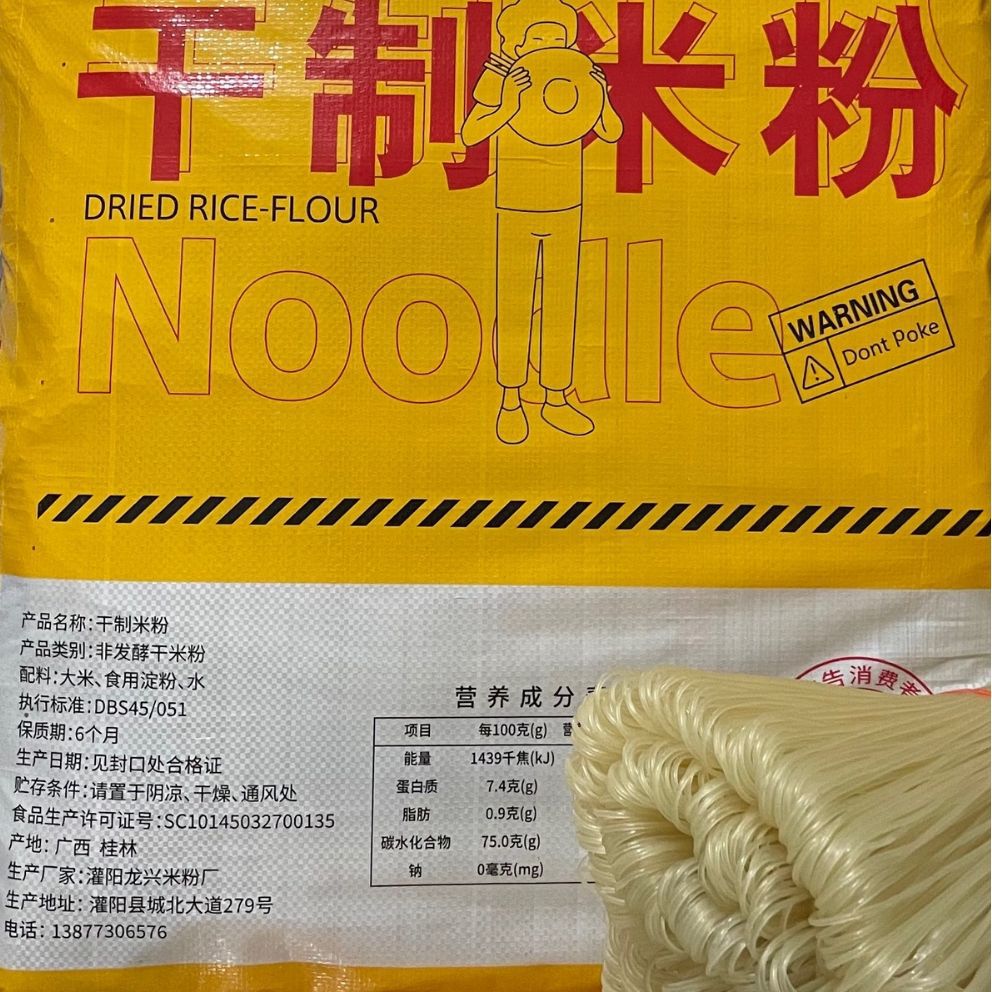 干制米粉
DRIED RICE-FLOUR
Noodle
WARNING
Dont Poke
产品名称:干制米粉
产品类别:非发酵干米粉
配料:大米、食用淀粉、水
执行标准:DBS45/051
保质期:6个月
生产日期:见封口处合格证
贮存条件:请置于阴凉、干燥、通风处
食品生产许可证号:SC10145032700135
产地: 广西 桂林
生产厂家:灌阳龙兴米粉厂
生产地址: 灌阳县城北大道279号
电话: 13877306576
营养成分
项目 每100克(g) 营
能量 1439千焦(kJ)
蛋白质 7.4克(g)
脂肪 0.9克(g)
碳水化合物 75.0克(g)
钠 0毫克(mg)
告消费者